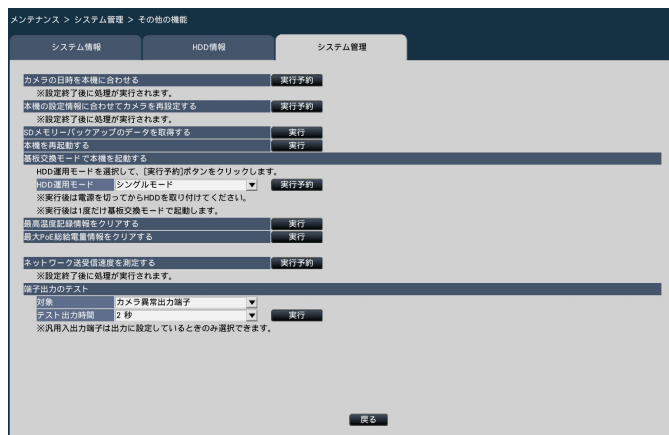 メンテナンス > システム管理 > その他の機能
システム情報 HDD情報 システム管理
カメラの日時を本機に合わせる 実行予約
※設定終了後に処理が実行されます。
本機の設定情報に合わせてカメラを再設定する 実行予約
※設定終了後に処理が実行されます。
SDメモリーバックアップのデータを取得する 実行
本機を再起動する 実行
基板交換モードで本機を起動する
HDD運用モードを選択して、[実行予約]ボタンをクリックします。
HDD運用モード シングルモード ▼ 実行予約
※実行後は電源を切ってからHDDを取り付けてください。
※実行後は1度だけ基板交換モードで起動します。
最高温度記録情報をクリアする 実行
最大PoE総給電量情報をクリアする 実行
ネットワーク送受信速度を測定する 実行予約
※設定終了後に処理が実行されます。
端子出力のテスト
対象 カメラ異常出力端子 ▼
テスト出力時間 2 秒 ▼ 実行
※汎用入出力端子は出力に設定しているときのみ選択できます。
戻る